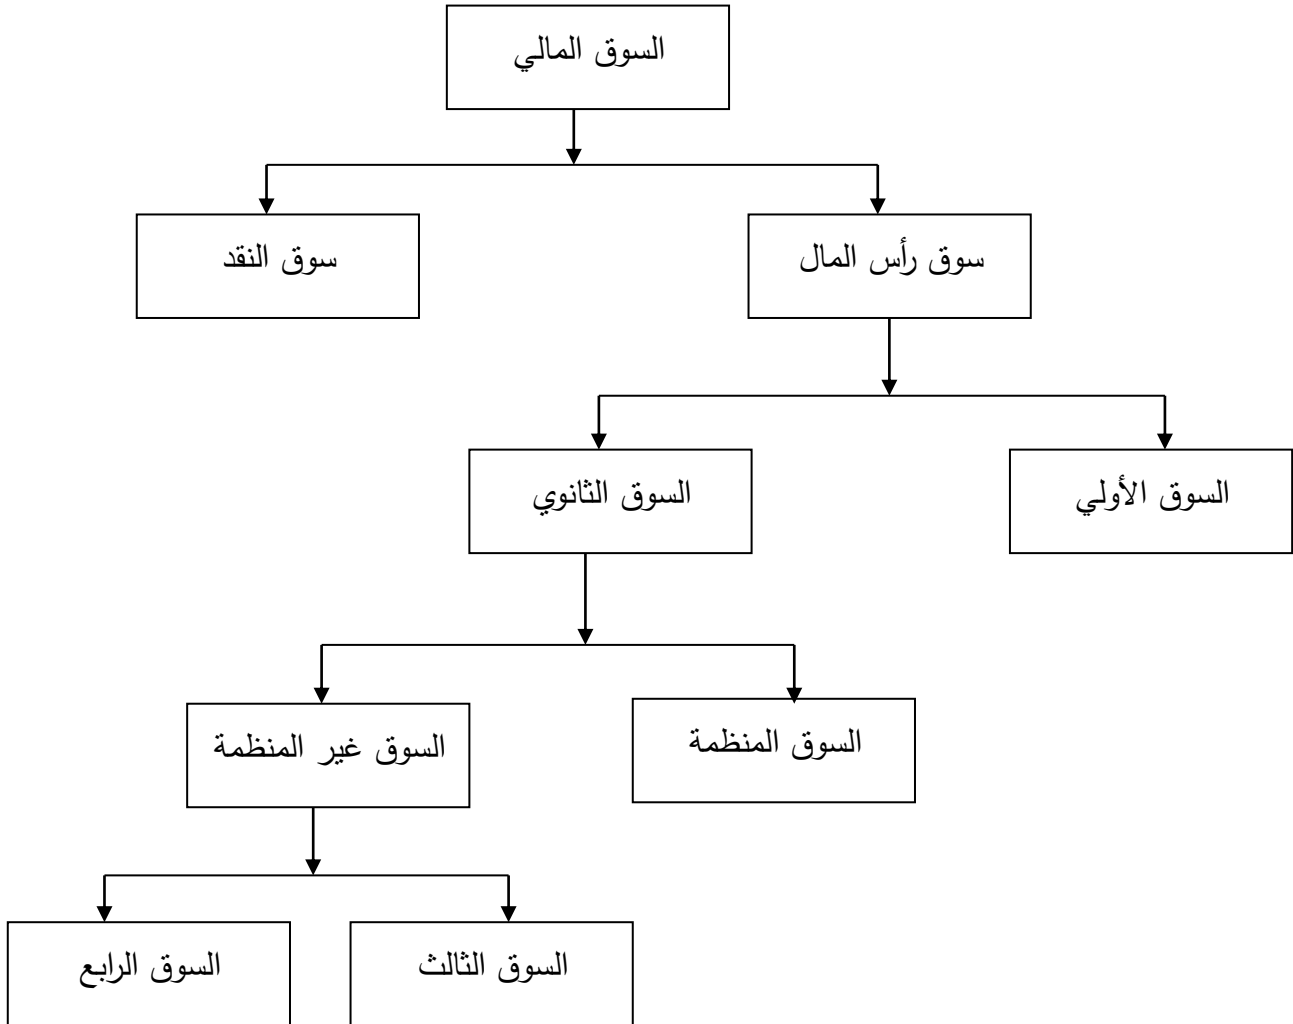 السوق المالي
سوق رأس المال
سوق النقد
السوق الأولي
السوق الثانوي
السوق المنظمة
السوق غير المنظمة
السوق الثالث
السوق الرابع